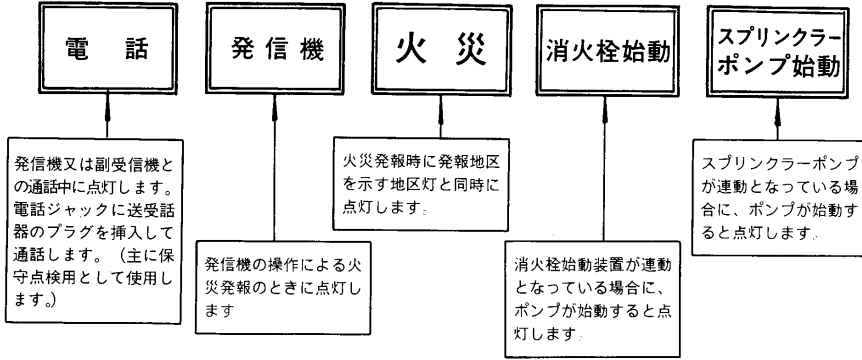 電話
発信機
火災
消火栓始動
スプリンクラー
ポンプ始動
発信機又は副受信機と
の通話中に点灯します。
電話ジャックに送受話
器のプラグを挿入して
通話します。（主に保
守点検用として使用し
ます。）
発信機の操作による火
災発報のときに点灯し
ます
火災発報時に発報地区
を示す地区灯と同時に
点灯します。
消火栓始動装置が連動
となっている場合に、
ポンプが始動すると点
灯します.
スプリンクラーポンプ
が連動となっている場
合に、ポンプが始動す
ると点灯します.